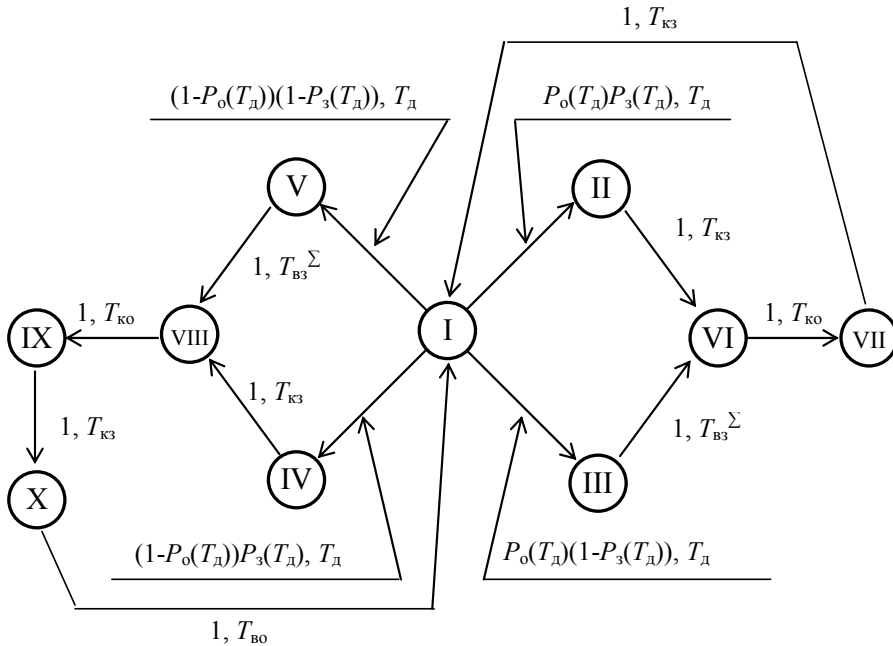 1, Tкз
(1-Pо(Tд))(1-Pз(Tд)), Tд
Pо(Tд)Pз(Tд), Tд
V
II
1, Tкз
1, Tвз^Σ
1, Tко
IX
VIII
I
VI
1, Tко
VII
1, Tкз
1, Tкз
1, Tвз^Σ
X
IV
III
(1-Pо(Tд))Pз(Tд), Tд
Pо(Tд)(1-Pз(Tд)), Tд
1, Tво